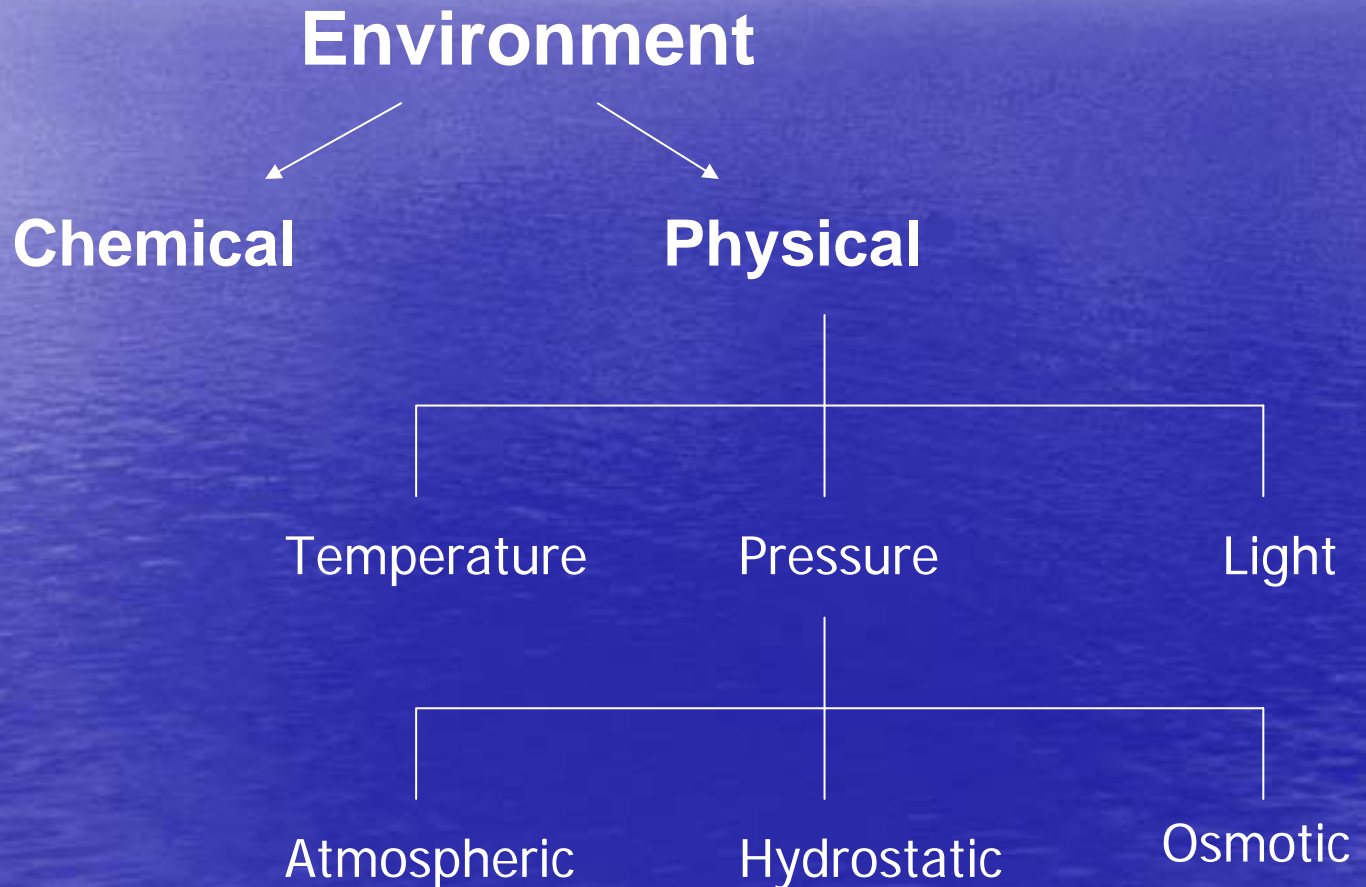 Environment
Chemical Physical
Temperature Pressure Light
Atmospheric Hydrostatic Osmotic